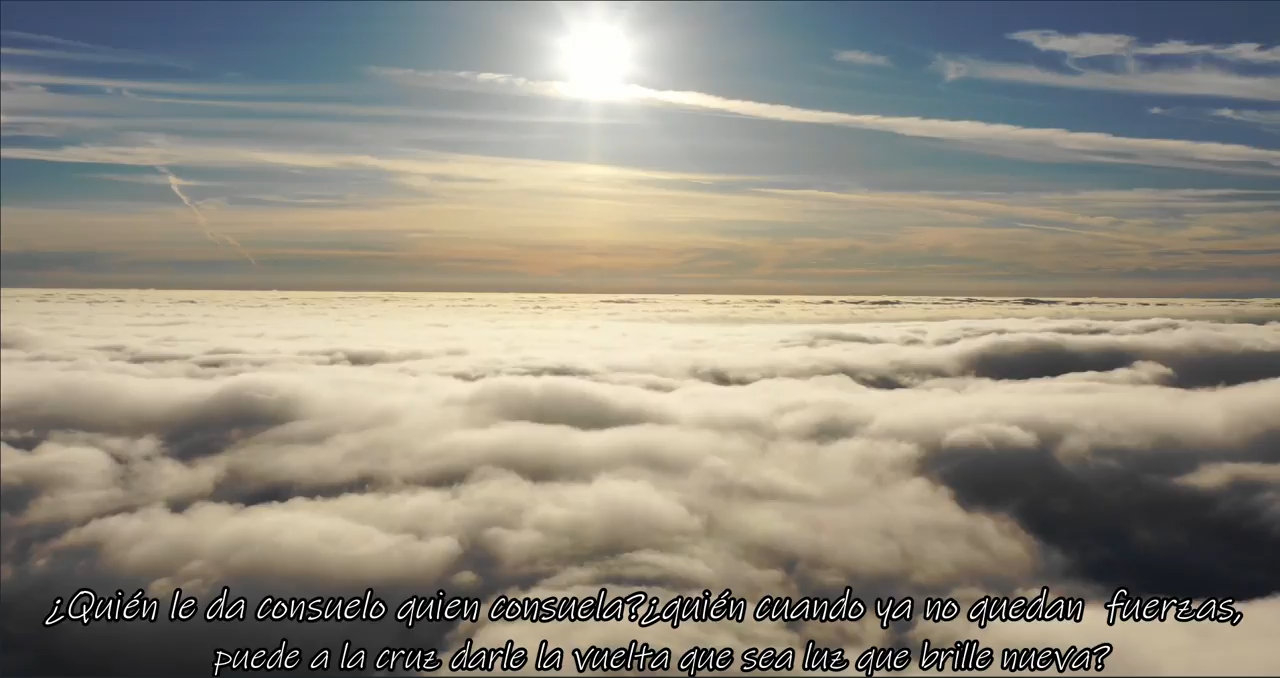 ¿Quién le da consuelo quien consuela?¿quién cuando ya no quedan fuerzas,
puede a la cruz darle la vuelta que sea luz que brille nueva?